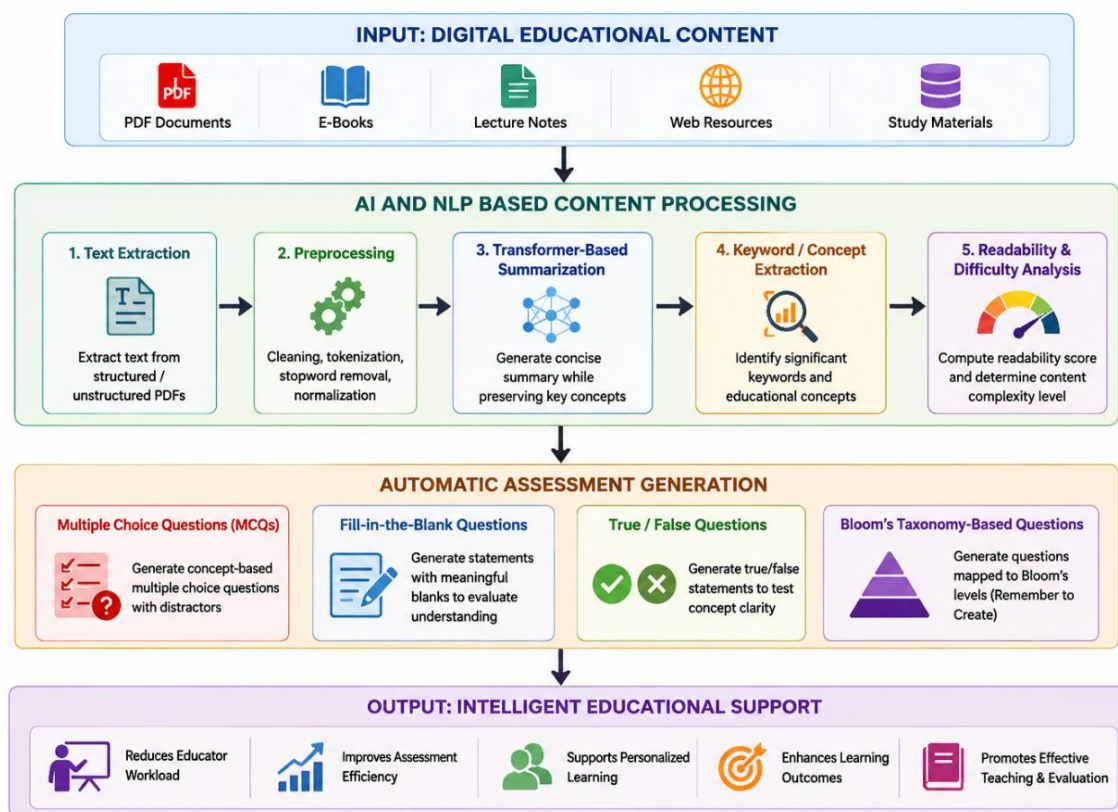 INPUT: DIGITAL EDUCATIONAL CONTENT
PDF
PDF Documents
E-Books
Lecture Notes
Web Resources
Study Materials
AI AND NLP BASED CONTENT PROCESSING
1. Text Extraction
T
Extract text from
structured /
unstructured PDFs
2. Preprocessing
Cleaning, tokenization,
stopword removal,
normalization
3. Transformer-Based
Summarization
Generate concise
summary while
preserving key concepts
4. Keyword / Concept
Extraction
Identify significant
keywords and
educational concepts
5. Readability &
Difficulty Analysis
Compute readability score
and determine content
complexity level
AUTOMATIC ASSESSMENT GENERATION
Multiple Choice Questions (MCQs)
?
Generate concept-based
multiple choice questions
with distractors
Fill-in-the-Blank Questions
Generate statements
with meaningful
blanks to evaluate
understanding
True / False Questions
Generate true/false
statements to test
concept clarity
Bloom's Taxonomy-Based Questions
Generate questions
mapped to Bloom's
levels (Remember to
Create)
OUTPUT: INTELLIGENT EDUCATIONAL SUPPORT
Reduces Educator
Workload
Improves Assessment
Efficiency
Supports Personalized
Learning
Enhances Learning
Outcomes
Promotes Effective
Teaching & Evaluation